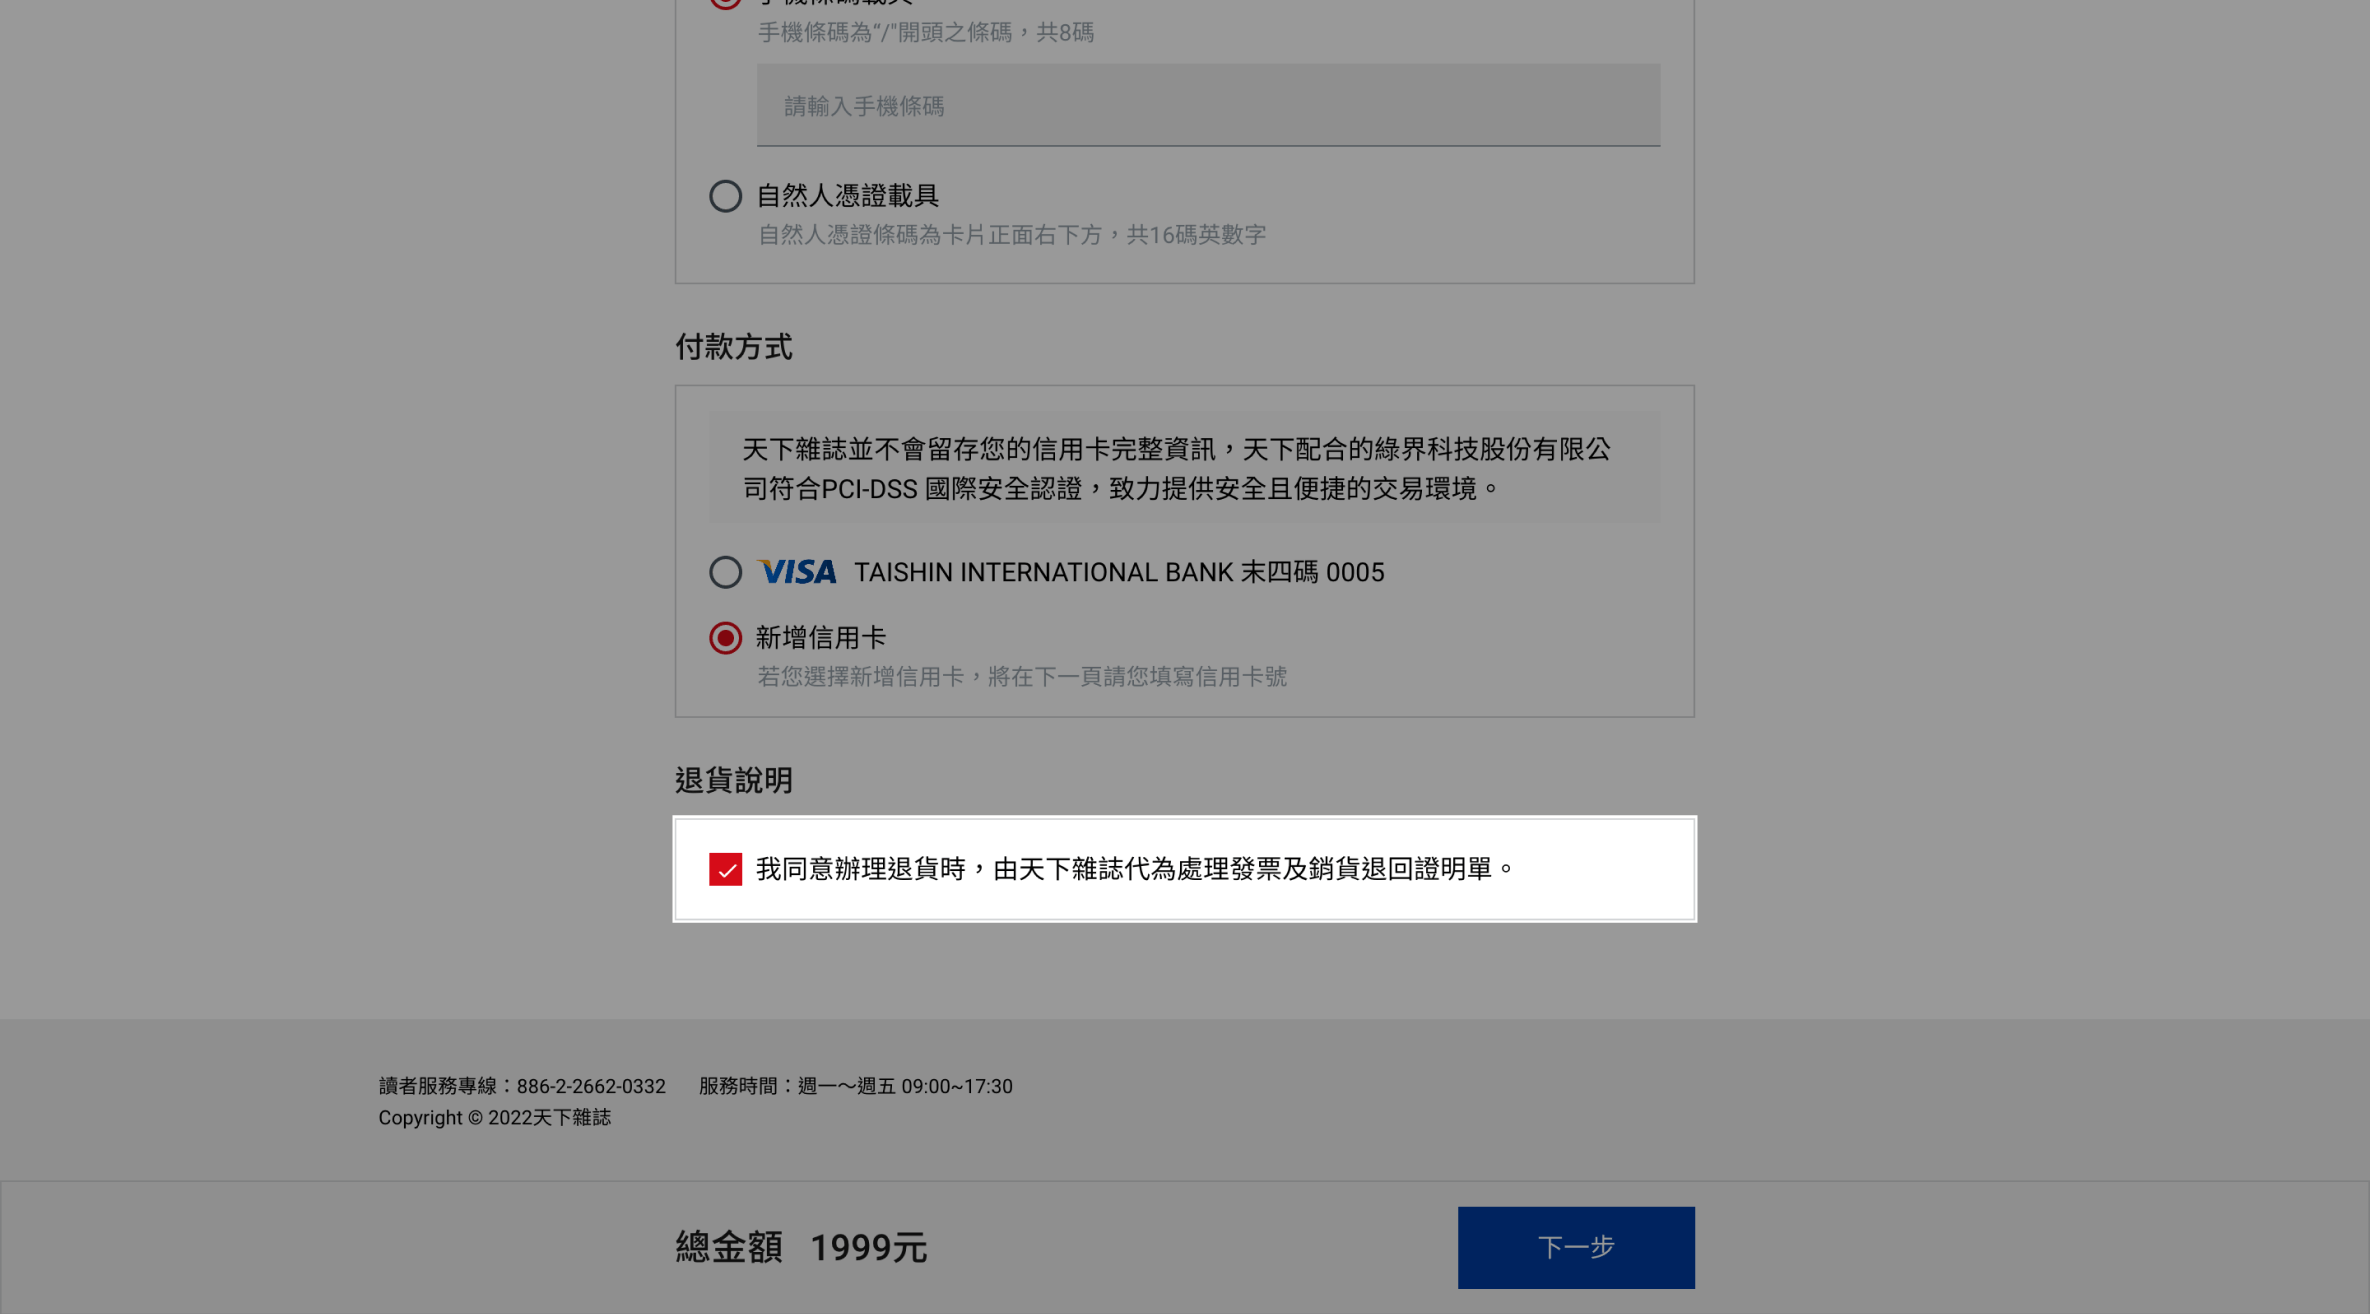 手機條碼為“/"開頭之條碼，共8碼
請輸入手機條碼
自然人憑證載具
自然人憑證條碼為卡片正面右下方，共16碼英數字
付款方式
天下雜誌並不會留存您的信用卡完整資訊，天下配合的綠界科技股份有限公
司符合PCI-DSS 國際安全認證，致力提供安全且便捷的交易環境。
VISA TAISHIN INTERNATIONAL BANK 末四碼 0005
新增信用卡
若您選擇新增信用卡，將在下一頁請您填寫信用卡號
退貨說明
我同意辦理退貨時，由天下雜誌代為處理發票及銷貨退回證明單。
讀者服務專線：886-2-2662-0332 服務時間：週一～週五 09:00~17:30
Copyright © 2022天下雜誌
總金額 1999元
下一步